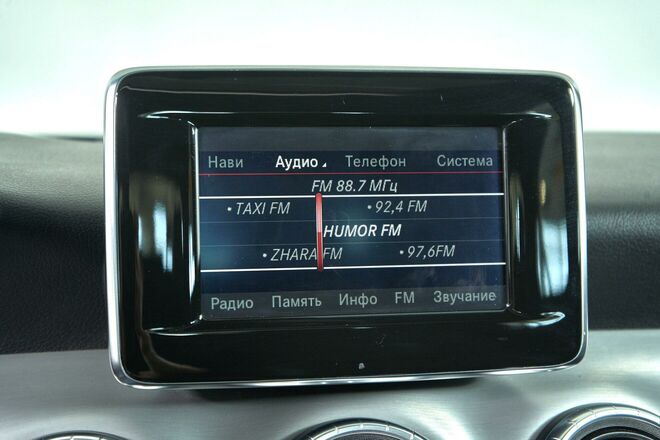 Нави Аудио Телефон Система
FM 88.7 МГц
• TAXI FM • 92,4 FM
HUMOR FM
• ZHARA FM • 97,6FM
Радио Память Инфо FM Звучание